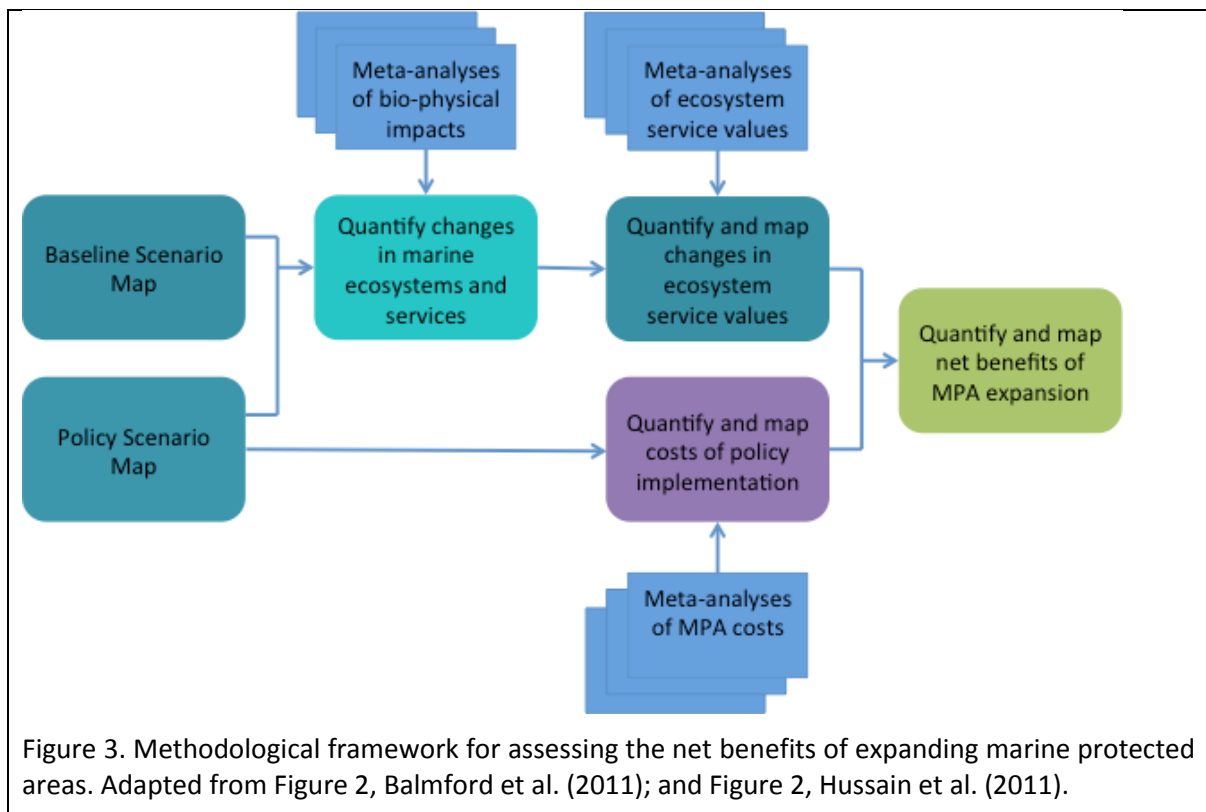 Meta-analyses
of bio-physical
impacts
Meta-analyses
of ecosystem
service values
Baseline Scenario
Map
Quantify changes
in marine
ecosystems and
services
Quantify and map
changes in
ecosystem
service values
Quantify and map
net benefits of
MPA expansion
Policy Scenario
Map
Quantify and map
costs of policy
implementation
Meta-analyses
of MPA costs
Figure 3. Methodological framework for assessing the net benefits of expanding marine protected
areas. Adapted from Figure 2, Balmford et al. (2011); and Figure 2, Hussain et al. (2011).